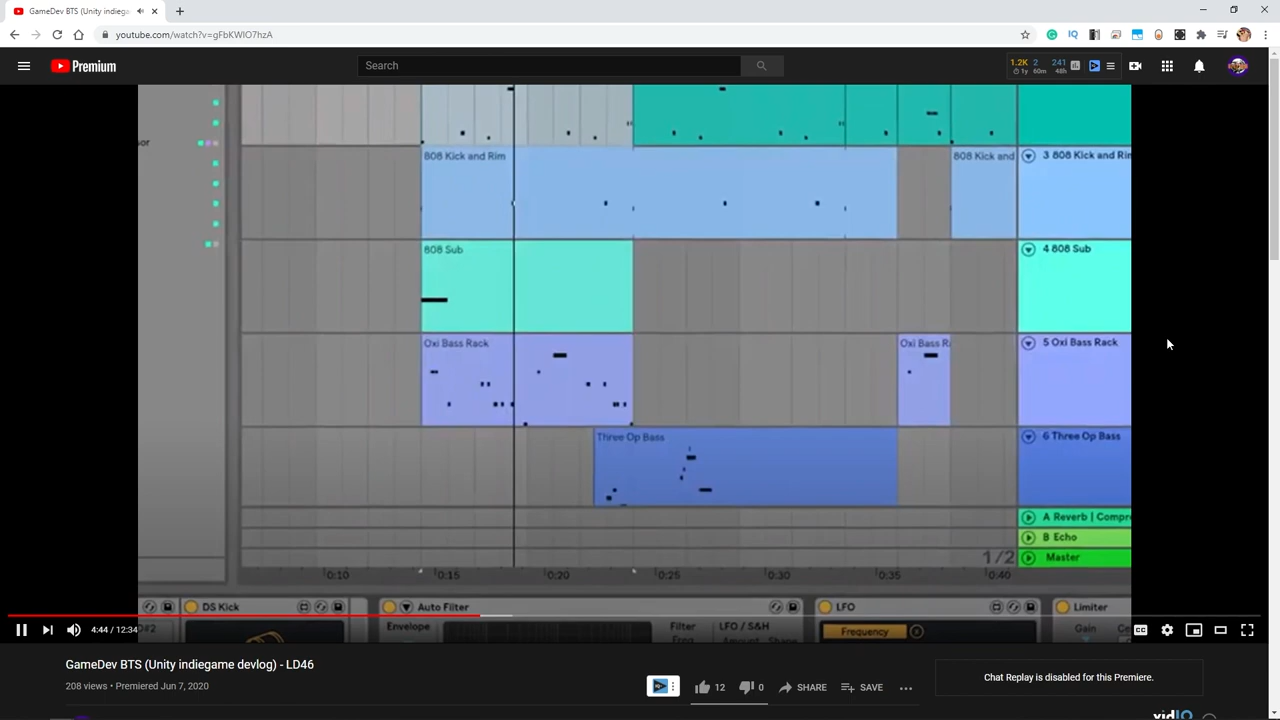 GameDev BTS (Unity indiega
youtube.com/watch?v=gFbKWlO7hzA
Premium
Search
1.2K 2 241
1y 60m 48h
808 Kick and Rim
808 Kick and
3 808 Kick and Rim
808 Sub
4 808 Sub
Oxi Bass Rack
Oxi Bass R
5 Oxi Bass Rack
Three Op Bass
6 Three Op Bass
A Reverb | Compr
B Echo
1/2
Master
0:10
0:15
0:20
0:25
0:30
0:35
0:40
DS Kick
Auto Filter
LFO
Limiter
Envelope
Filter
LFO / S&H
Frequency
Gain
4:44 / 12:34
GameDev BTS (Unity indiegame devlog) - LD46
208 views • Premiered Jun 7, 2020
12
0
SHARE
SAVE
Chat Replay is disabled for this Premiere.
vidIQ